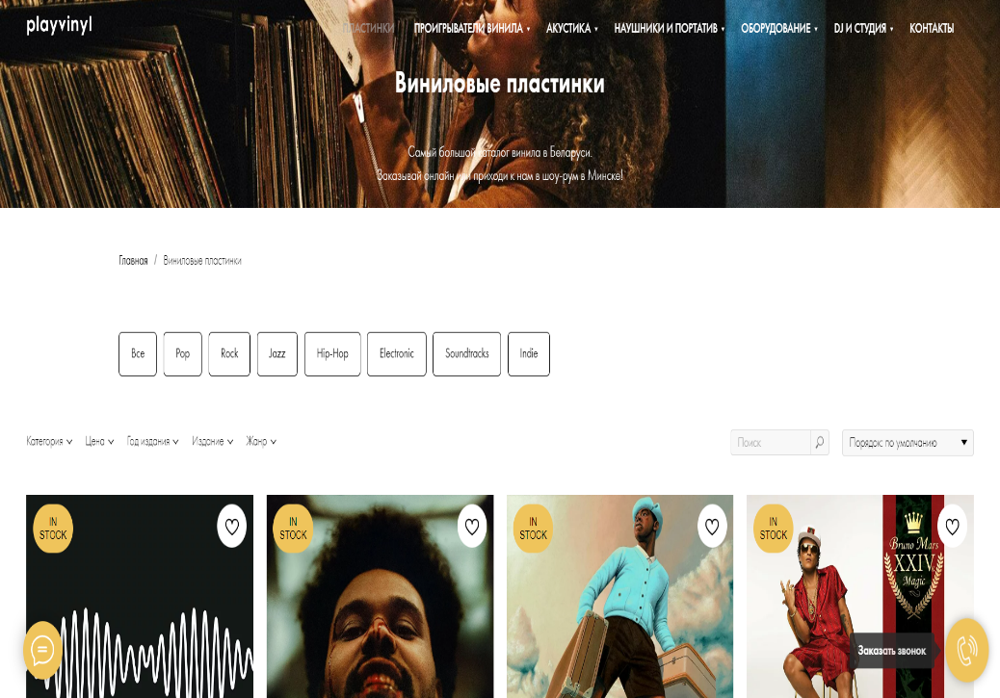 playvinyl
ПЛАСТИНКИ ПРОИГРЫВАТЕЛИ ВИНИЛА ▼ АКУСТИКА ▼ НАУШНИКИ И ПОРТАТИВ ▼ ОБОРУДОВАНИЕ ▼ DJ И СТУДИЯ ▼ КОНТАКТЫ
Виниловые пластинки
Самый большой каталог винила в Беларуси.
Заказывай онлайн или приходи к нам в шоу-рум в Минске!
Главная / Виниловые пластинки
Все Pop Rock Jazz Hip-Hop Electronic Soundtracks Indie
Категория Цена Год издания Издание Жанр Поиск Порядок: по умолчанию
IN STOCK
IN STOCK
IN STOCK
IN STOCK
Bruno Mars
XXIV
Magic
Заказать звонок